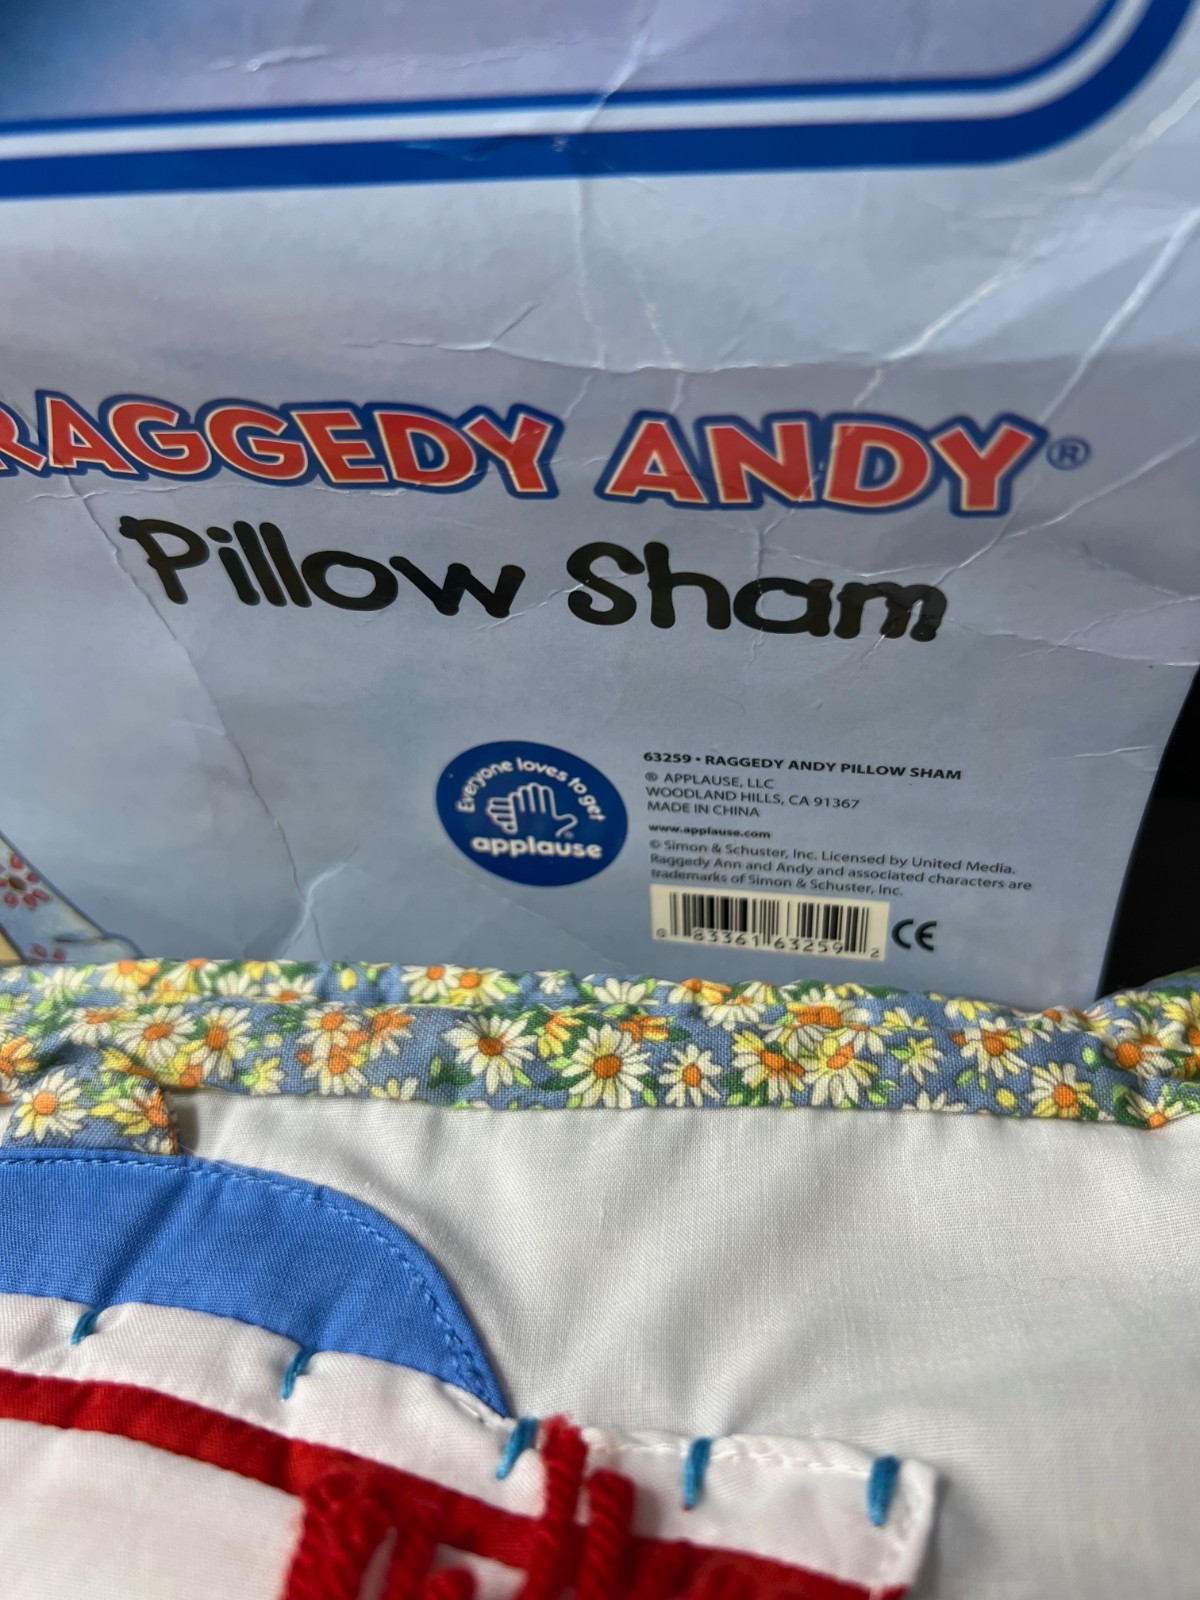 RAGGEDY ANDY®
Pillow Sham
Everyone loves to get
applause
63259 • RAGGEDY ANDY PILLOW SHAM
® APPLAUSE, LLC
WOODLAND HILLS, CA 91367
MADE IN CHINA
www.applause.com
© Simon & Schuster, Inc. Licensed by United Media.
Raggedy Ann and Andy and associated characters are
trademarks of Simon & Schuster, Inc.
83361 63259 2
CE